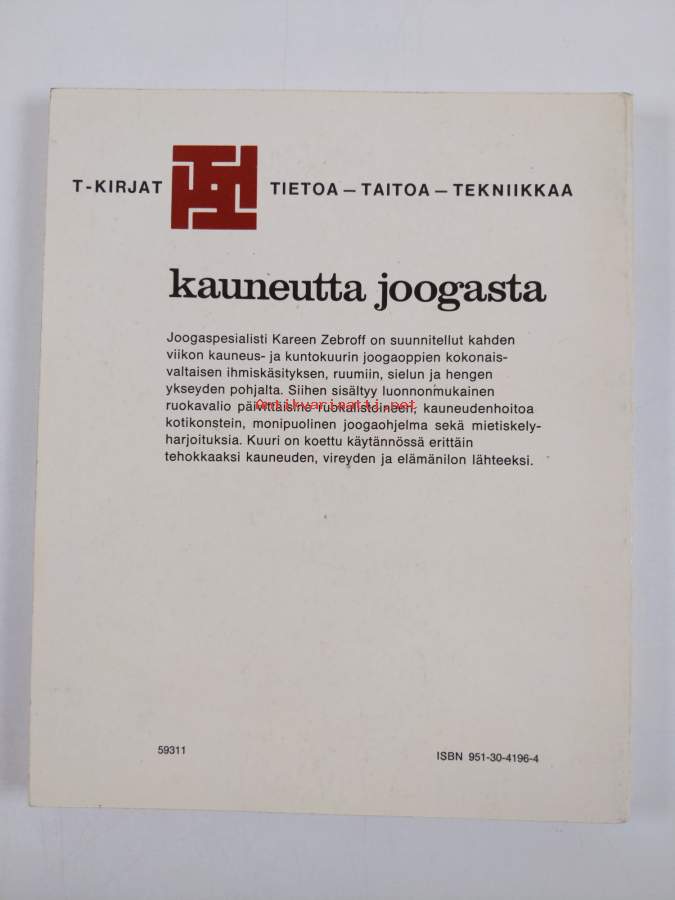 T-KIRJAT TIETOA — TAITOA — TEKNIIKKAA
kauneutta joogasta
Joogaspesialisti Kareen Zebroff on suunnitellut kahden
viikon kauneus- ja kuntokuurin joogaoppien kokonais-
valtaisen ihmiskäsityksen, ruumiin, sielun ja hengen
ykseyden pohjalta. Siihen sisältyy luonnonmukainen
ruokavalio päivittäisine ruokalistoineen, kauneudenhoitoa
kotikonstein, monipuolinen joogaohjelma sekä mietiskely-
harjoituksia. Kuuri on koettu käytännössä erittäin
tehokkaaksi kauneuden, vireyden ja elämänilon lähteeksi.
Antikvariaatti.net
59311
ISBN 951-30-4196-4